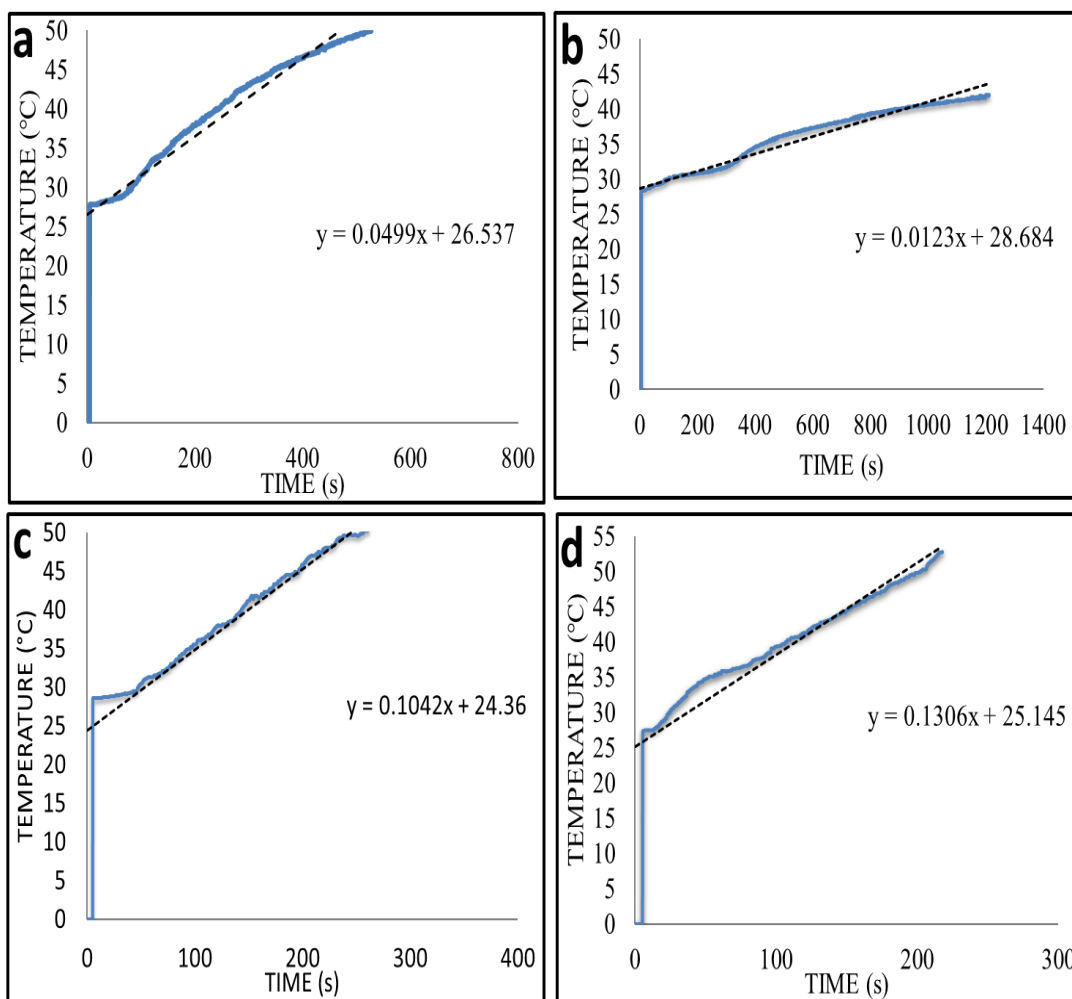 a
TEMPERATURE (°C)
50
45
40
35
30
25
20
15
10
5
0
y = 0.0499x + 26.537
0 200 400 600 800
TIME (s)
b
TEMPERATURE (°C)
50
45
40
35
30
25
20
15
10
5
0
y = 0.0123x + 28.684
0 200 400 600 800 1000 1200 1400
TIME (s)
c
TEMPERATURE (°C)
50
45
40
35
30
25
20
15
10
5
0
y = 0.1042x + 24.36
0 100 200 300 400
TIME (s)
d
TEMPERATURE (°C)
55
50
45
40
35
30
25
20
15
10
5
0
y = 0.1306x + 25.145
0 100 200 300
TIME (s)